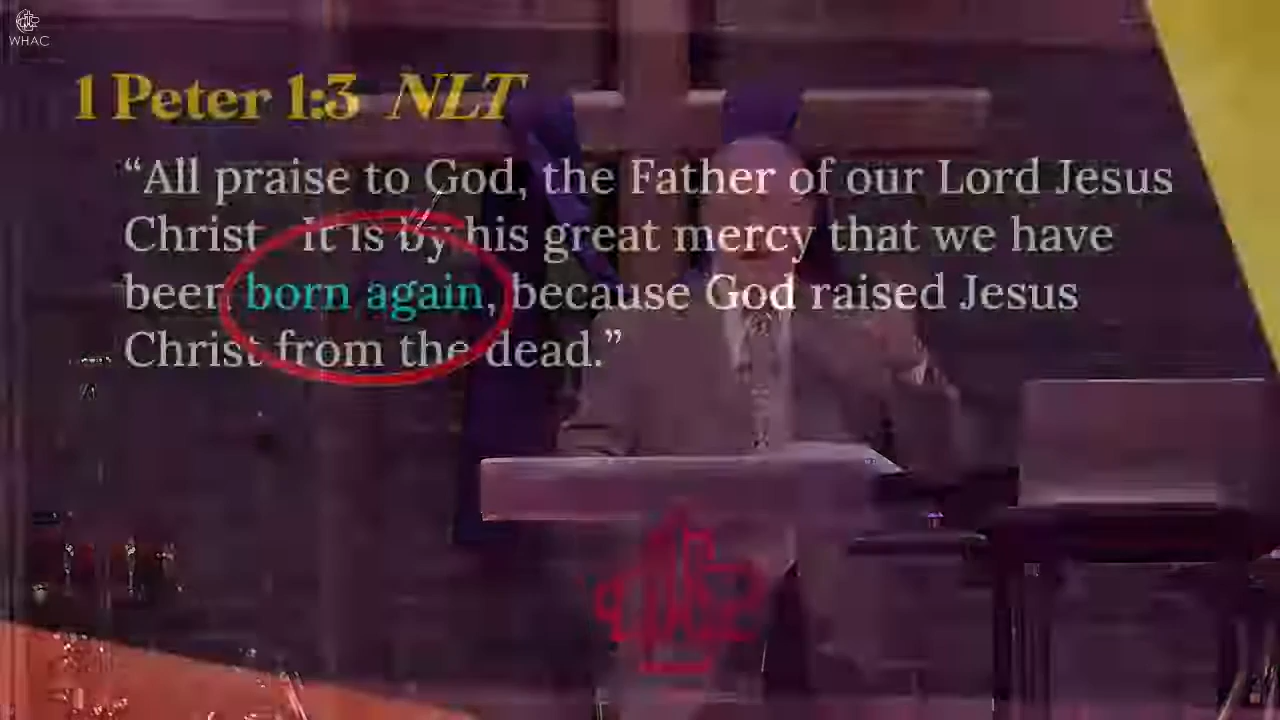 WHAC
1 Peter 1:3 NLT
“All praise to God, the Father of our Lord Jesus
Christ. It is by his great mercy that we have
been born again, because God raised Jesus
Christ from the dead.”